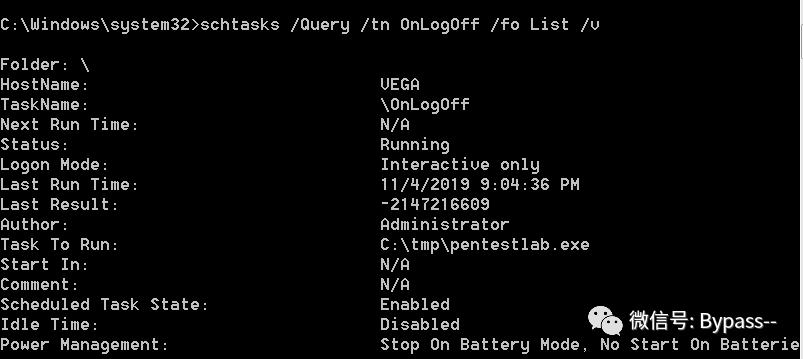 C:\Windows\system32>schtasks /Query /tn OnLogOff /fo List /v
Folder: \
HostName: VEGA
TaskName: \OnLogOff
Next Run Time: N/A
Status: Running
Logon Mode: Interactive only
Last Run Time: 11/4/2019 9:04:36 PM
Last Result: -2147216609
Author: Administrator
Task To Run: C:\tmp\pentestlab.exe
Start In: N/A
Comment: N/A
Scheduled Task State: Enabled
Idle Time: Disabled
Power Management: Stop On Battery Mode, No Start On Batterie
微信号: Bypass--